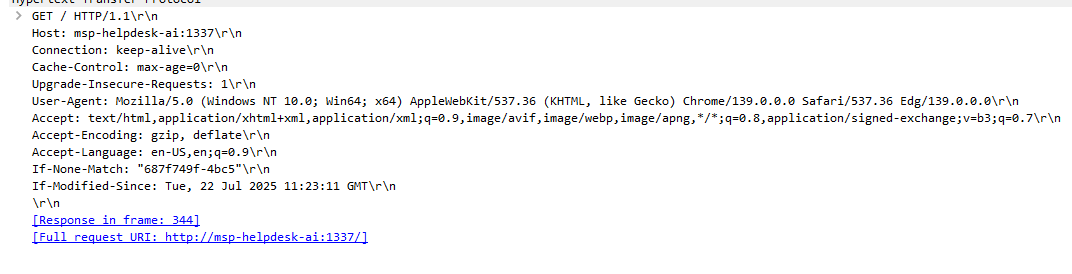 Hypertext Transfer Protocol
GET / HTTP/1.1\r\n
Host: msp-helpdesk-ai:1337\r\n
Connection: keep-alive\r\n
Cache-Control: max-age=0\r\n
Upgrade-Insecure-Requests: 1\r\n
User-Agent: Mozilla/5.0 (Windows NT 10.0; Win64; x64) AppleWebKit/537.36 (KHTML, like Gecko) Chrome/139.0.0.0 Safari/537.36 Edg/139.0.0.0\r\n
Accept: text/html,application/xhtml+xml,application/xml;q=0.9,image/avif,image/webp,image/apng,*/*;q=0.8,application/signed-exchange;v=b3;q=0.7\r\n
Accept-Encoding: gzip, deflate\r\n
Accept-Language: en-US,en;q=0.9\r\n
If-None-Match: "687f749f-4bc5"\r\n
If-Modified-Since: Tue, 22 Jul 2025 11:23:11 GMT\r\n
\r\n
[Response in frame: 344]
[Full request URI: http://msp-helpdesk-ai:1337/]